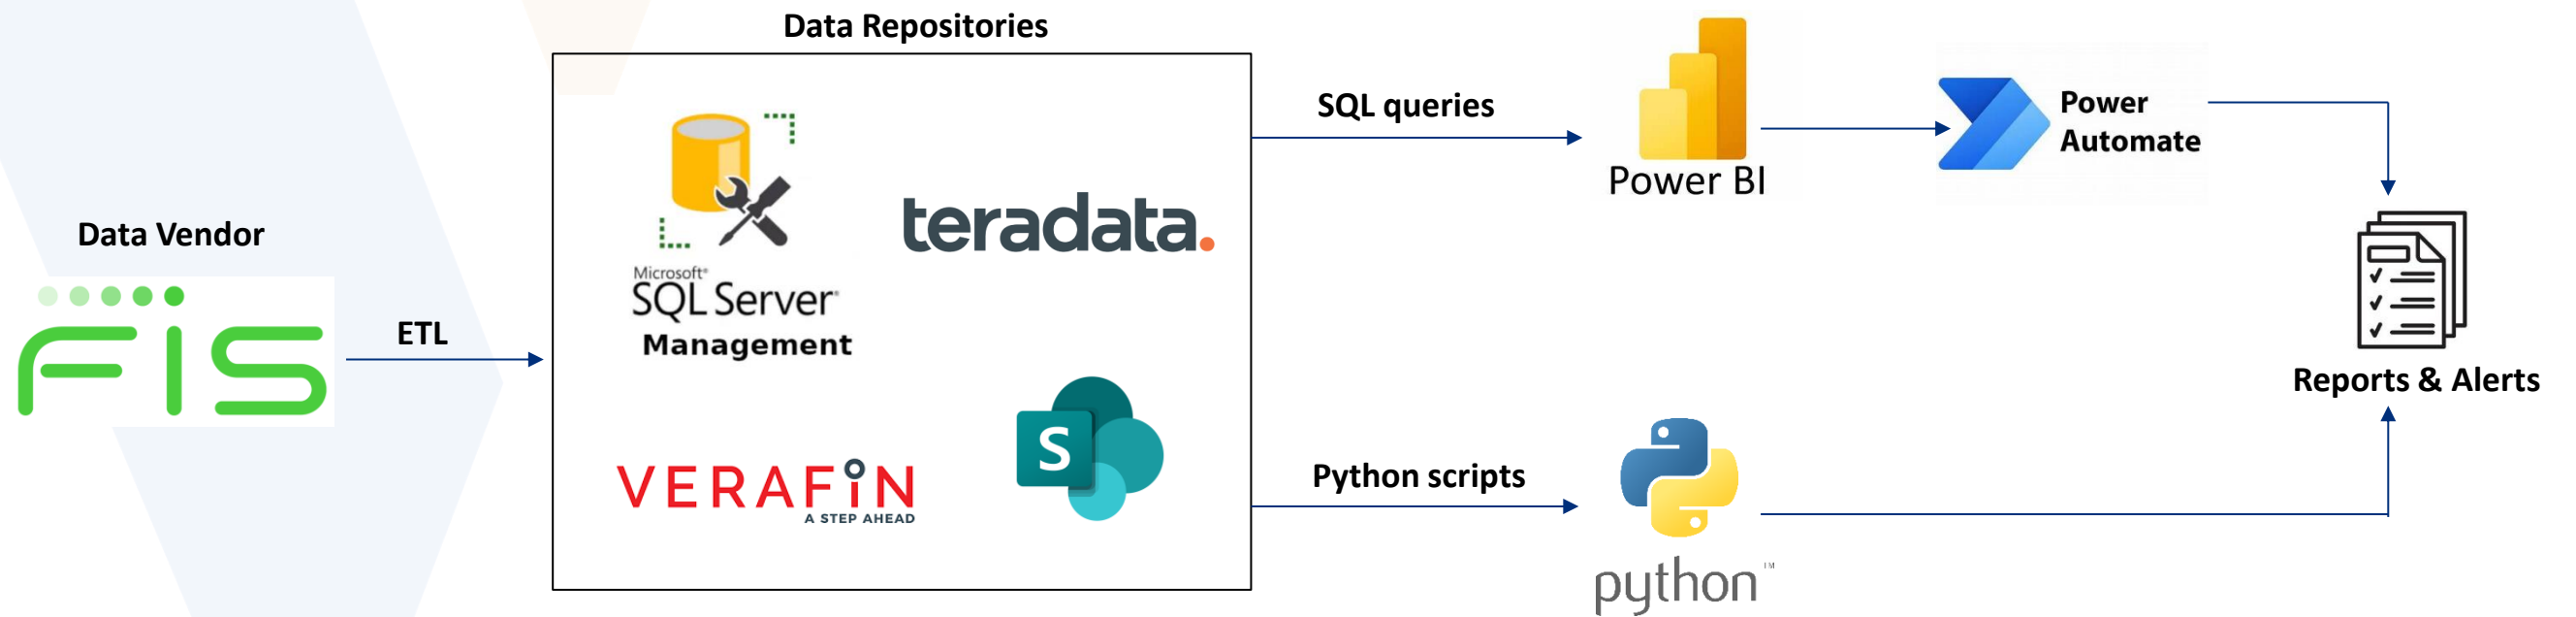 Data Repositories
Data Vendor
FIS
ETL
Microsoft®
SQL Server®
Management
teradata.
VERAFIN
A STEP AHEAD
S
SQL queries
Power BI
Power
Automate
Python scripts
python™
Reports & Alerts